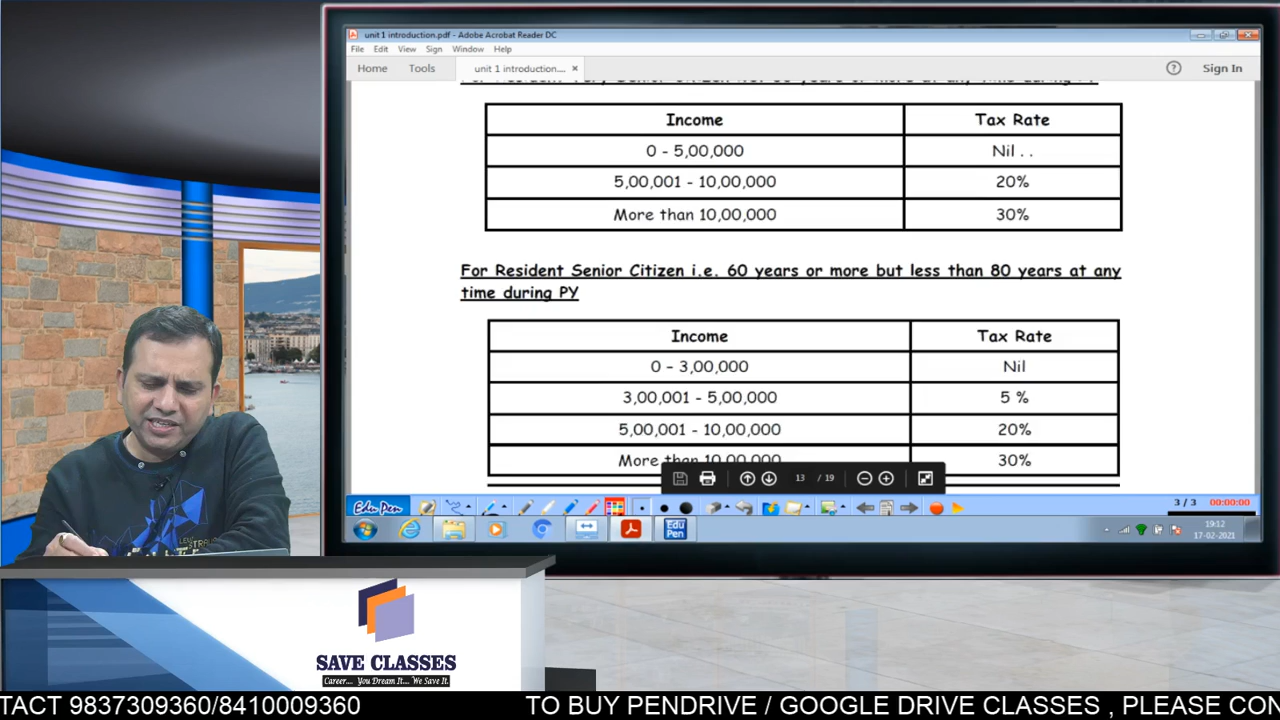 unit 1 introduction.pdf - Adobe Acrobat Reader DC
File Edit View Sign Window Help
Home Tools unit 1 introduction.... × Sign In
Income Tax Rate
0 - 5,00,000 Nil . .
5,00,001 - 10,00,000 20%
More than 10,00,000 30%
For Resident Senior Citizen i.e. 60 years or more but less than 80 years at any
time during PY
Income Tax Rate
0 - 3,00,000 Nil
3,00,001 - 5,00,000 5 %
5,00,001 - 10,00,000 20%
More than 10,00,000 30%
13 / 19
Edu Pen 3 / 3 00:00:00
Edu
Pen
19:12
17-02-2021
SAVE CLASSES
Career.... You Dream It... We Save It.
TACT 9837309360/8410009360 TO BUY PENDRIVE / GOOGLE DRIVE CLASSES , PLEASE CON